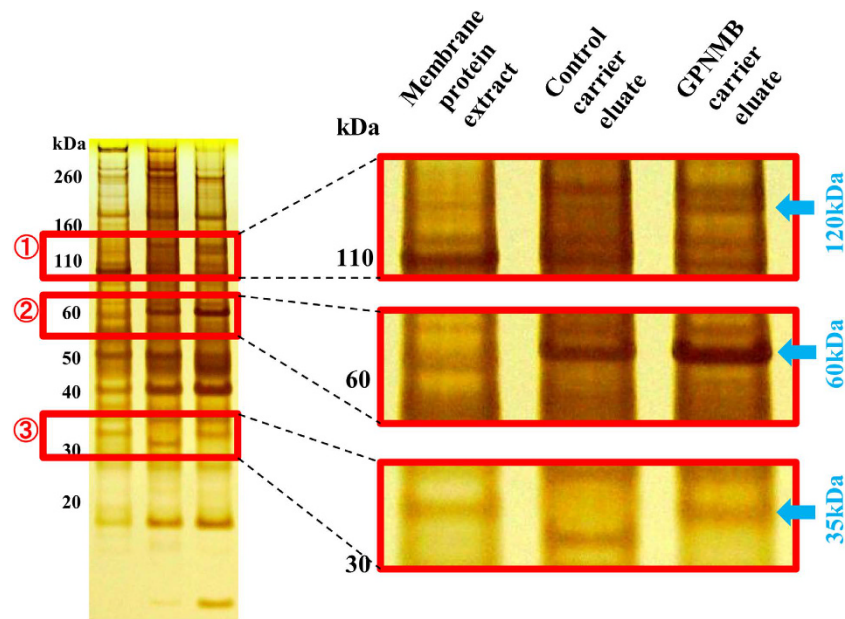 Membrane
protein
extract
Control
carrier
eluate
GPNMB
carrier
eluate
kDa
kDa
260
160
①
110
②
60
50
40
③
30
20
110
120kDa
60
60kDa
30
35kDa